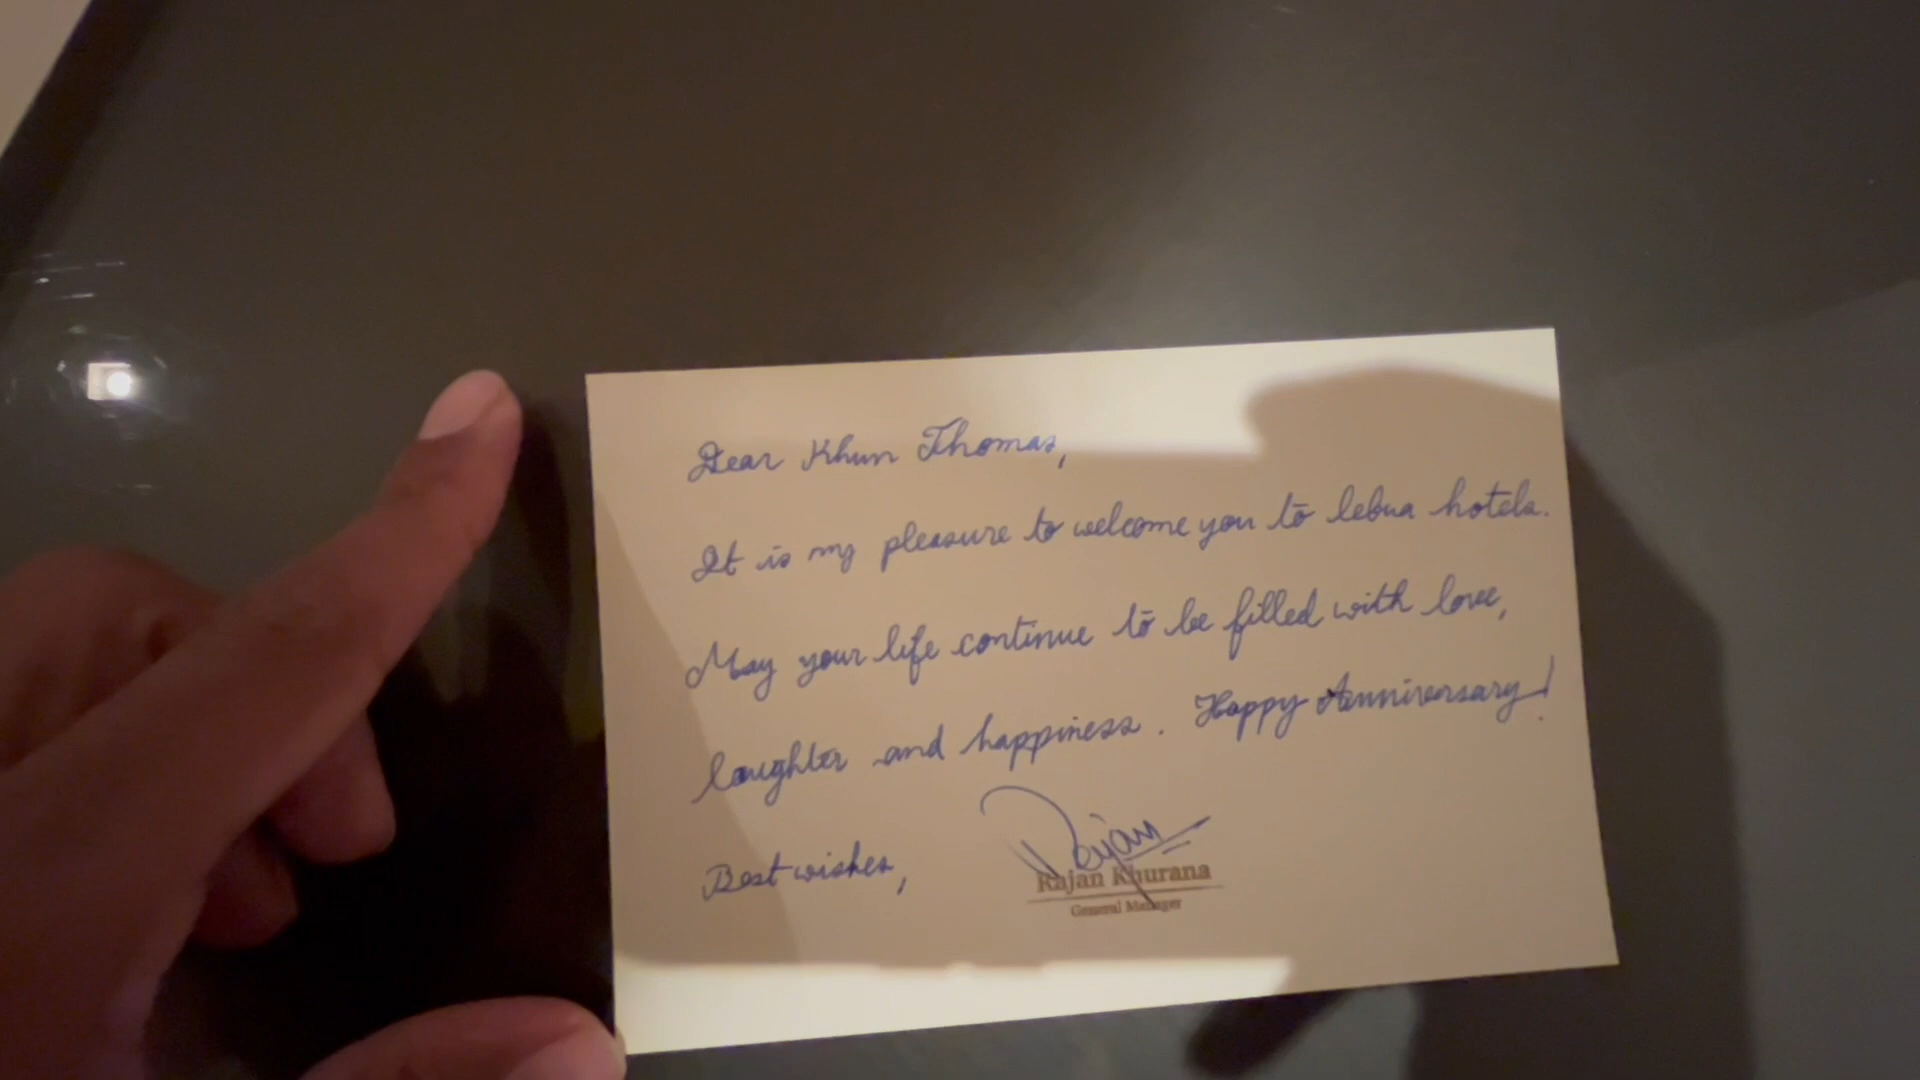 Dear Khun Thomas,
It is my pleasure to welcome you to lebua hotels.
May your life continue to be filled with love,
laughter and happiness. Happy Anniversary!
Best wishes,
Rajan
Rajan Khurana
General Manager